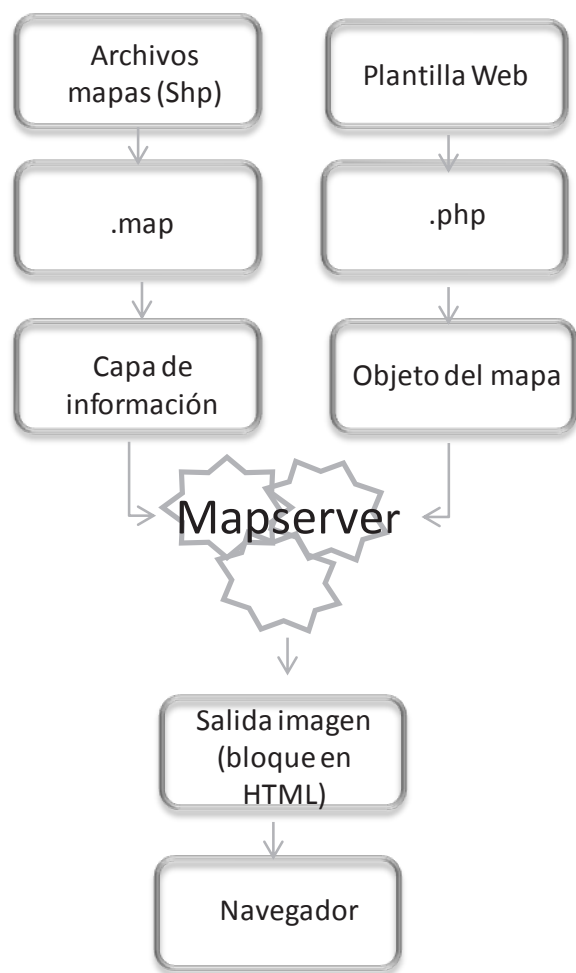 Archivos
mapas (Shp)
Plantilla Web
.map
.php
Capa de
información
Objeto del mapa
Mapserver
Salida imagen
(bloque en
HTML)
Navegador